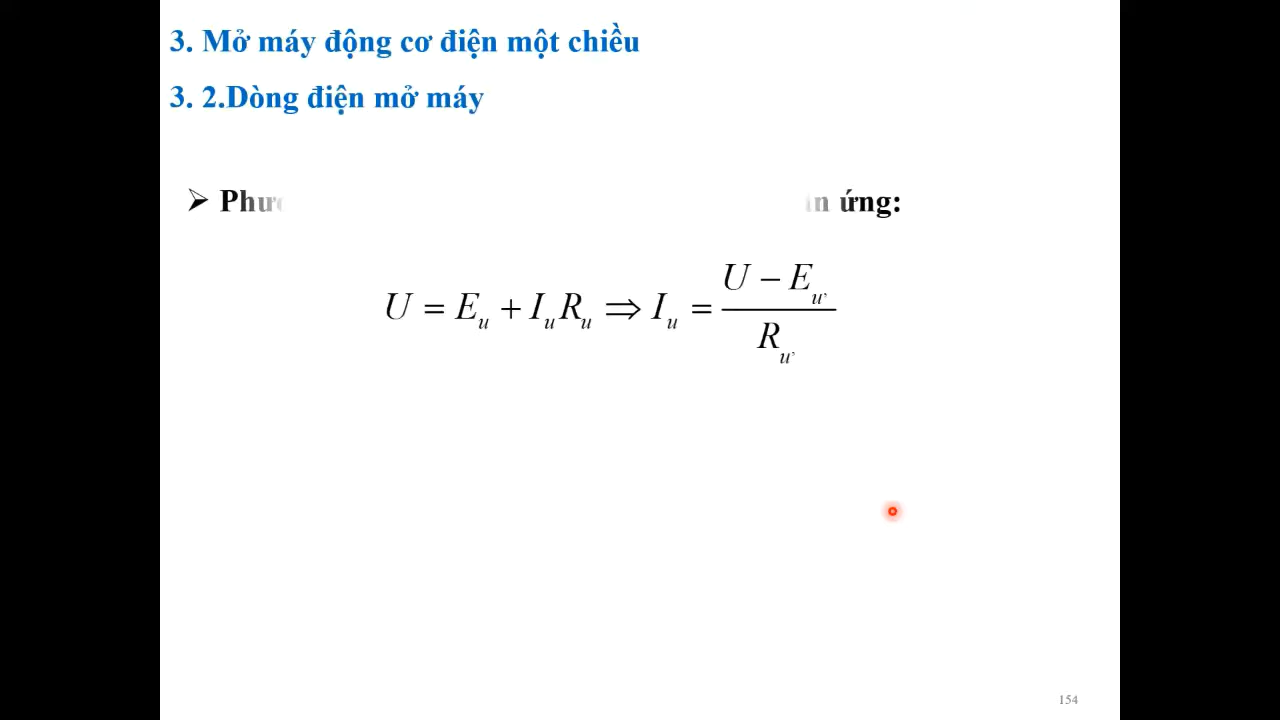 3. Mở máy động cơ điện một chiều
3. 2.Dòng điện mở máy
ứng:
U = E_u + I_u R_u ⇒ I_u = (U − E_u,) / R_u,
154